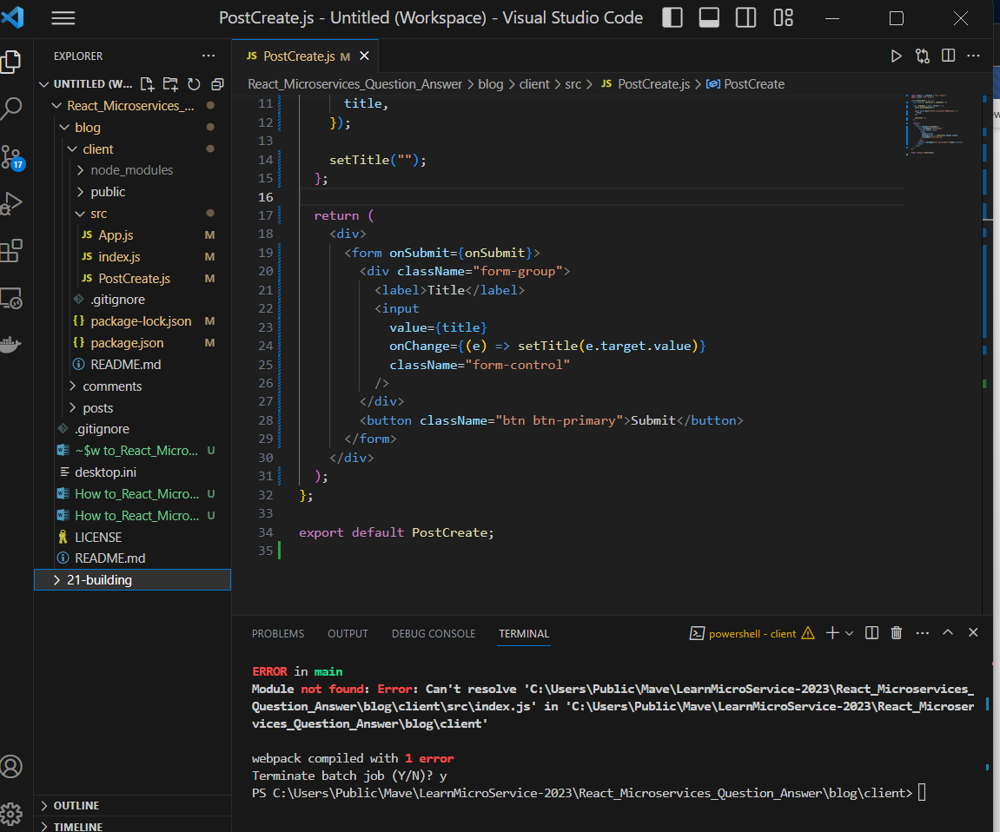 PostCreate.js - Untitled (Workspace) - Visual Studio Code
EXPLORER
UNTITLED (W...
React_Microservices_...
blog
client
node_modules
public
src
JS App.js M
JS index.js M
JS PostCreate.js M
.gitignore
{} package-lock.json M
{} package.json M
README.md
comments
posts
.gitignore
~$w to_React_Micro... U
desktop.ini
How to_React_Micro... U
How to_React_Micro... U
LICENSE
README.md
21-building
OUTLINE
TIMELINE
17
JS PostCreate.js M
React_Microservices_Question_Answer > blog > client > src > JS PostCreate.js > PostCreate
11 title,
12 });
13
14 setTitle("");
15 };
16
17 return (
18 <div>
19 <form onSubmit={onSubmit}>
20 <div className="form-group">
21 <label>Title</label>
22 <input
23 value={title}
24 onChange={(e) => setTitle(e.target.value)}
25 className="form-control"
26 />
27 </div>
28 <button className="btn btn-primary">Submit</button>
29 </form>
30 </div>
31 );
32 };
33
34 export default PostCreate;
35
PROBLEMS OUTPUT DEBUG CONSOLE TERMINAL
powershell - client
ERROR in main
Module not found: Error: Can't resolve 'C:\Users\Public\Mave\LearnMicroService-2023\React_Microservices_
Question_Answer\blog\client\src\index.js' in 'C:\Users\Public\Mave\LearnMicroService-2023\React_Microser
vices_Question_Answer\blog\client'
webpack compiled with 1 error
Terminate batch job (Y/N)? y
PS C:\Users\Public\Mave\LearnMicroService-2023\React_Microservices_Question_Answer\blog\client>